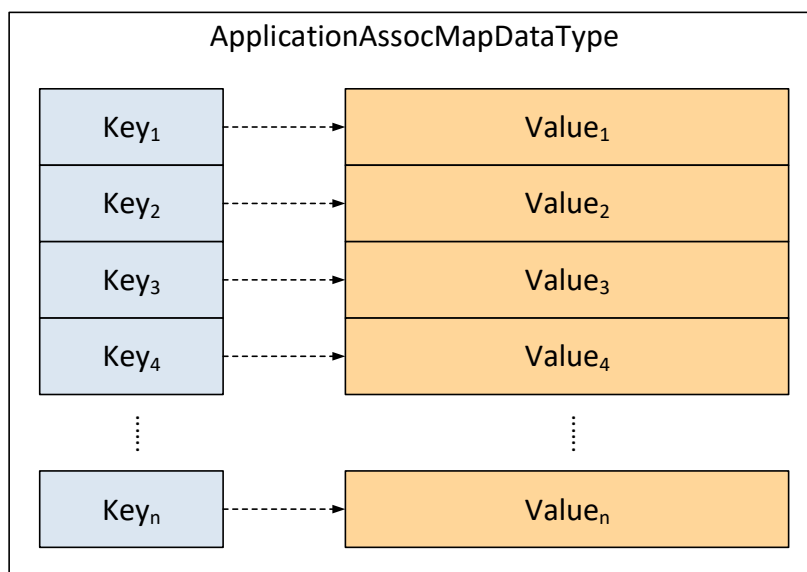 ApplicationAssocMapDataType
Key₁ Value₁
Key₂ Value₂
Key₃ Value₃
Key₄ Value₄
Keyₙ Valueₙ